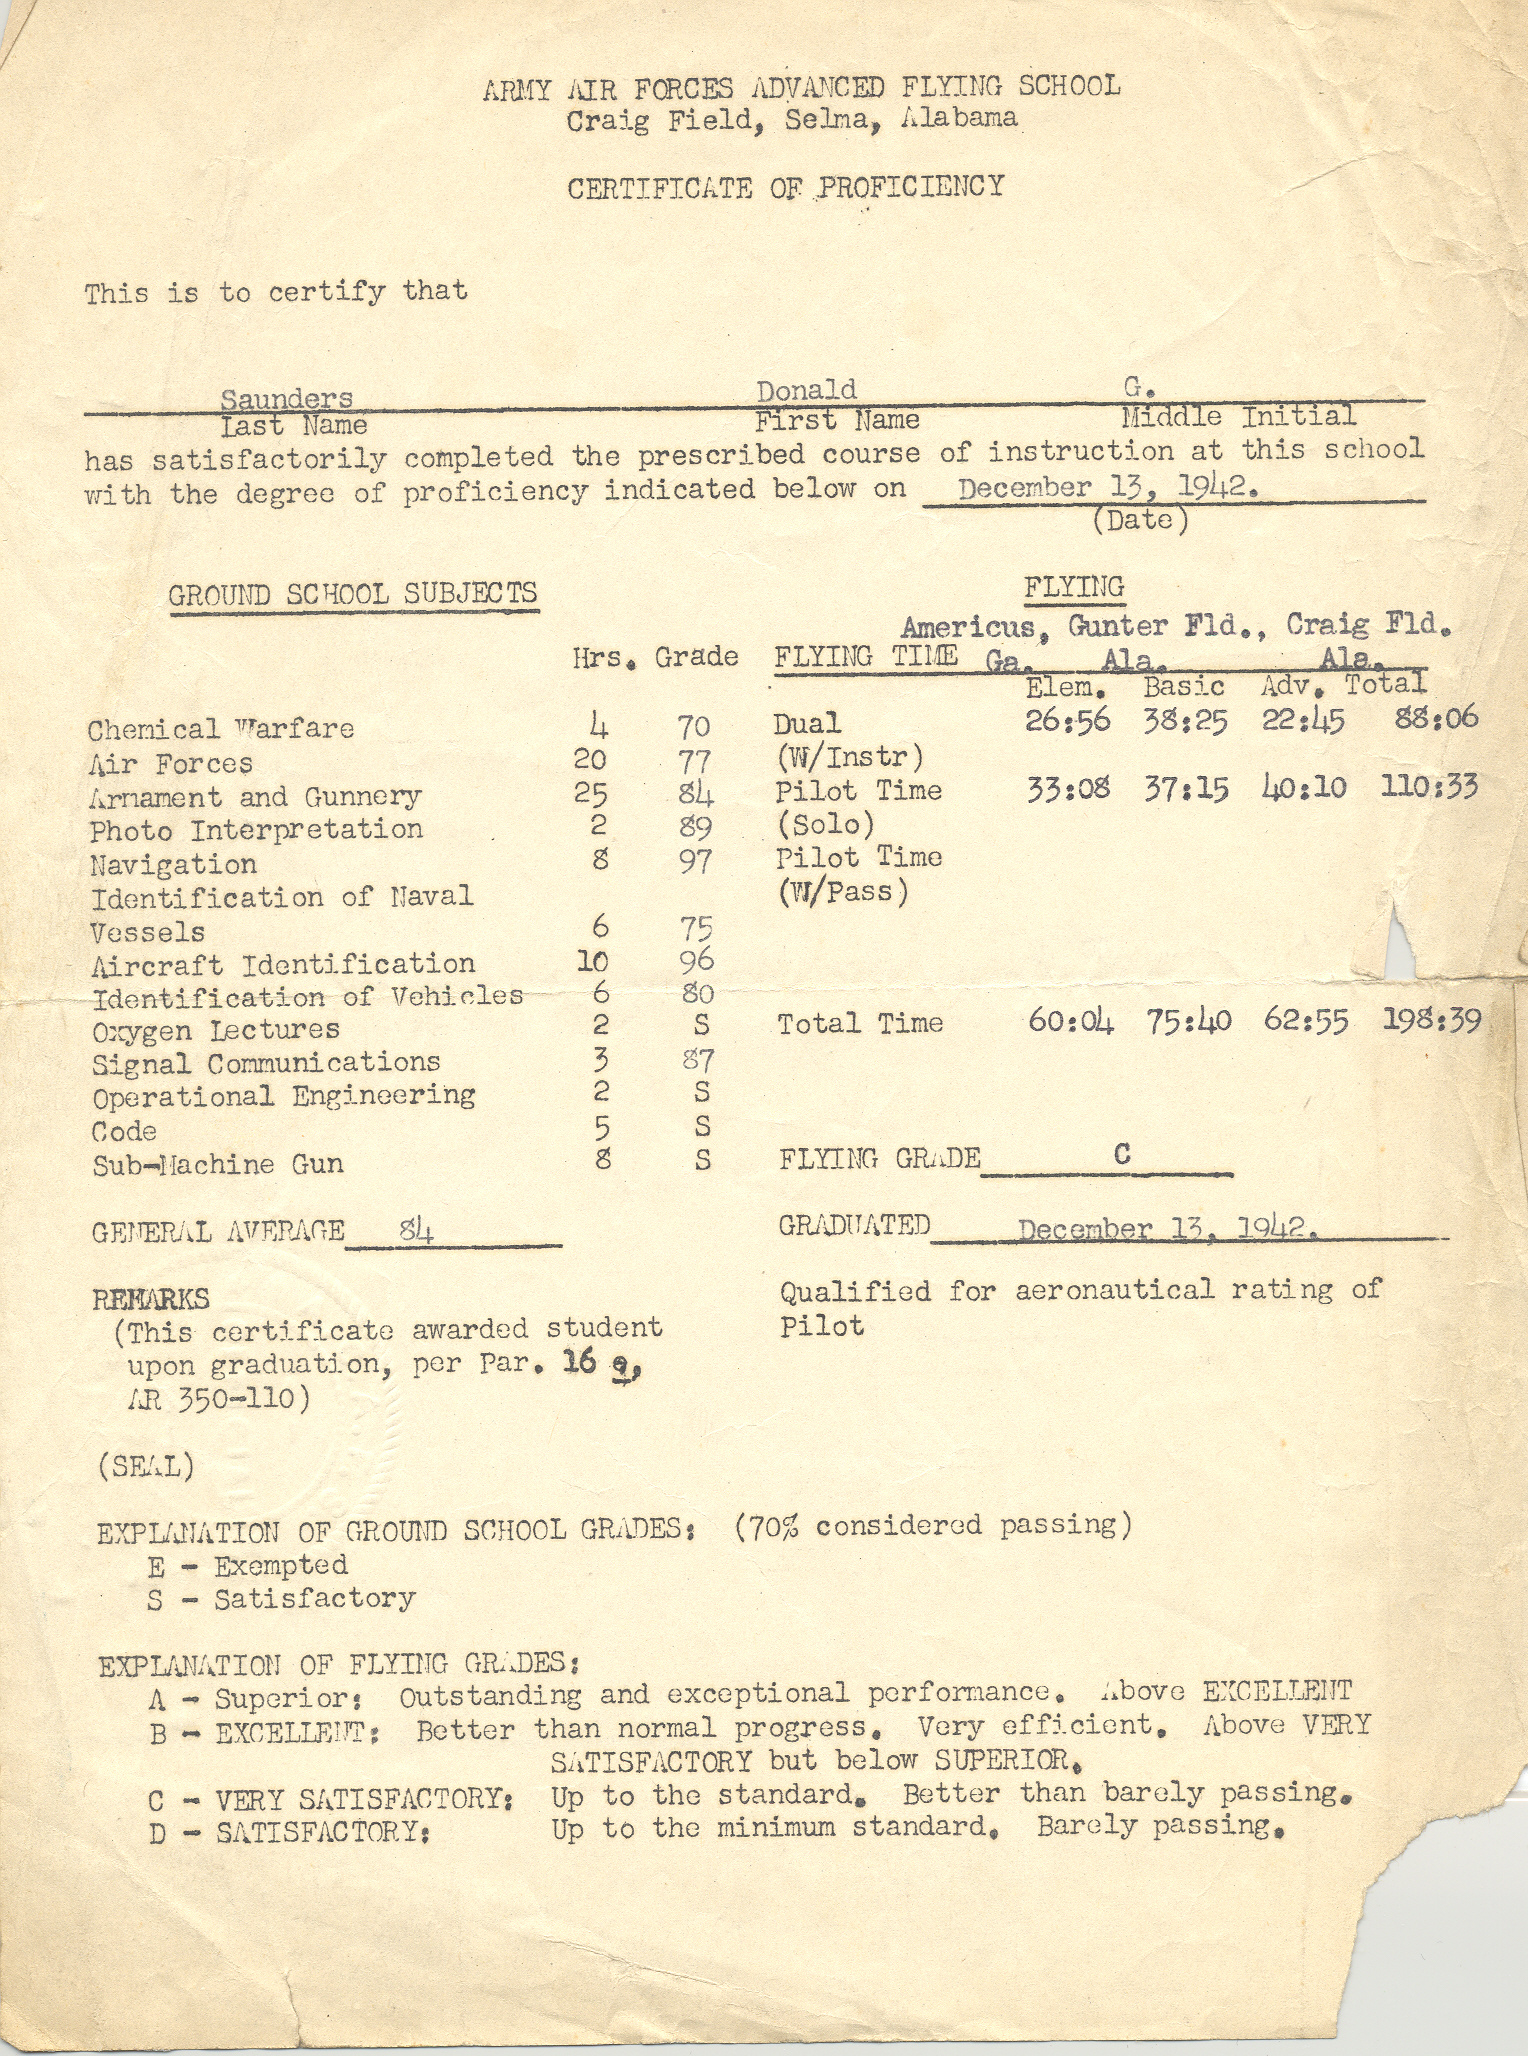 ARMY AIR FORCES ADVANCED FLYING SCHOOL
Craig Field, Selma, Alabama
CERTIFICATE OF PROFICIENCY
This is to certify that
Saunders Donald G.
Last Name First Name Middle Initial
has satisfactorily completed the prescribed course of instruction at this school
with the degree of proficiency indicated below on December 13, 1942.
(Date)
GROUND SCHOOL SUBJECTS FLYING
Americus, Gunter Fld., Craig Fld.
Hrs. Grade FLYING TIME Ga. Ala. Ala.
Elem. Basic Adv. Total
Chemical Warfare 4 70 Dual 26:56 38:25 22:45 88:06
Air Forces 20 77 (W/Instr)
Armament and Gunnery 25 84 Pilot Time 33:08 37:15 40:10 110:33
Photo Interpretation 2 89 (Solo)
Navigation 8 97 Pilot Time
Identification of Naval (W/Pass)
Vessels 6 75
Aircraft Identification 10 96
Identification of Vehicles 6 80
Oxygen Lectures 2 S Total Time 60:04 75:40 62:55 198:39
Signal Communications 3 87
Operational Engineering 2 S
Code 5 S
Sub-Machine Gun 8 S FLYING GRADE C
GENERAL AVERAGE 84 GRADUATED December 13, 1942.
REMARKS Qualified for aeronautical rating of
(This certificate awarded student Pilot
upon graduation, per Par. 16 e,
AR 350-110)
(SEAL)
EXPLANATION OF GROUND SCHOOL GRADES: (70% considered passing)
E - Exempted
S - Satisfactory
EXPLANATION OF FLYING GRADES:
A - Superior: Outstanding and exceptional performance. Above EXCELLENT
B - EXCELLENT: Better than normal progress. Very efficient. Above VERY
SATISFACTORY but below SUPERIOR.
C - VERY SATISFACTORY: Up to the standard. Better than barely passing.
D - SATISFACTORY: Up to the minimum standard. Barely passing.